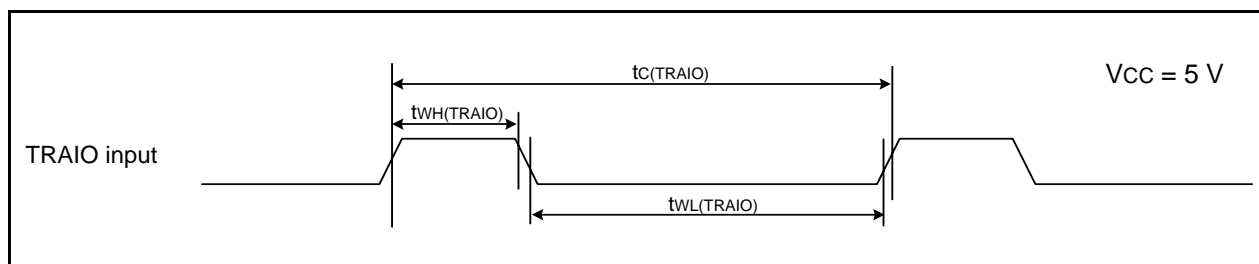 tC(TRAIO)
VCC = 5 V
tWH(TRAIO)
TRAIO input
tWL(TRAIO)